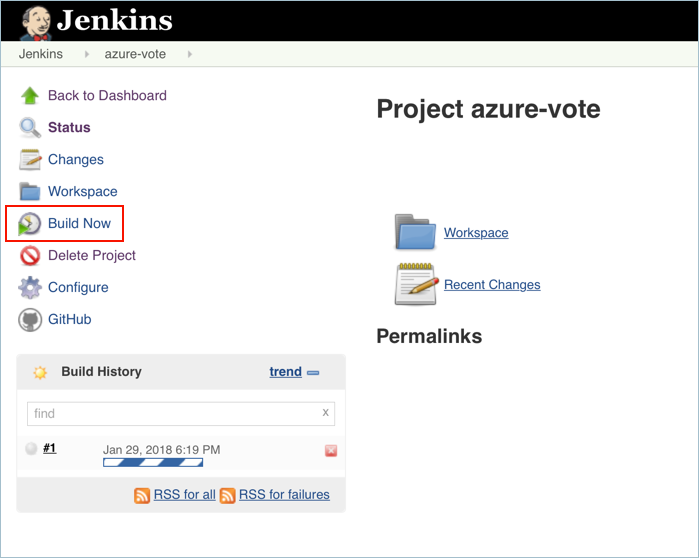 Jenkins
Jenkins azure-vote
Back to Dashboard
Status
Changes
Workspace
Build Now
Delete Project
Configure
GitHub
Build History trend
find x
#1 Jan 29, 2018 6:19 PM
RSS for all RSS for failures
Project azure-vote
Workspace
Recent Changes
Permalinks